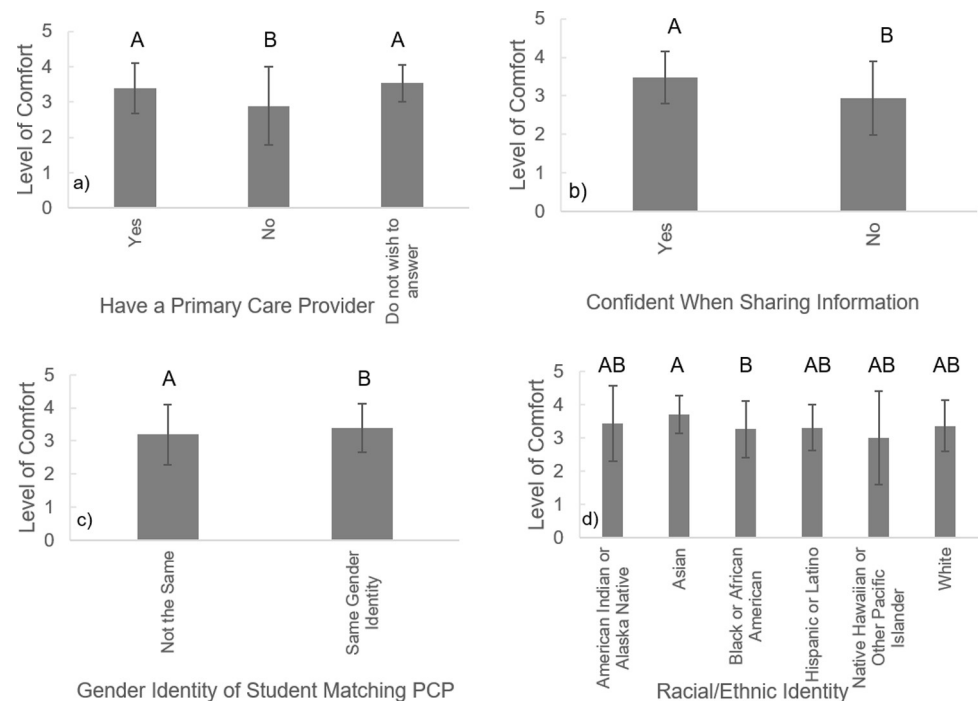 A B A
5
4
3
2
1
0
Level of Comfort
a)
Yes
No
Do not wish to
answer
Have a Primary Care Provider
A B
5
4
3
2
1
0
Level of Comfort
b)
Yes
No
Confident When Sharing Information
A B
5
4
3
2
1
0
Level of Comfort
c)
Not the Same
Same Gender
Identity
Gender Identity of Student Matching PCP
AB A B AB AB AB
5
4
3
2
1
0
Level of Comfort
d)
American Indian or
Alaska Native
Asian
Black or African
American
Hispanic or Latino
Native Hawaiian or
Other Pacific
Islander
White
Racial/Ethnic Identity